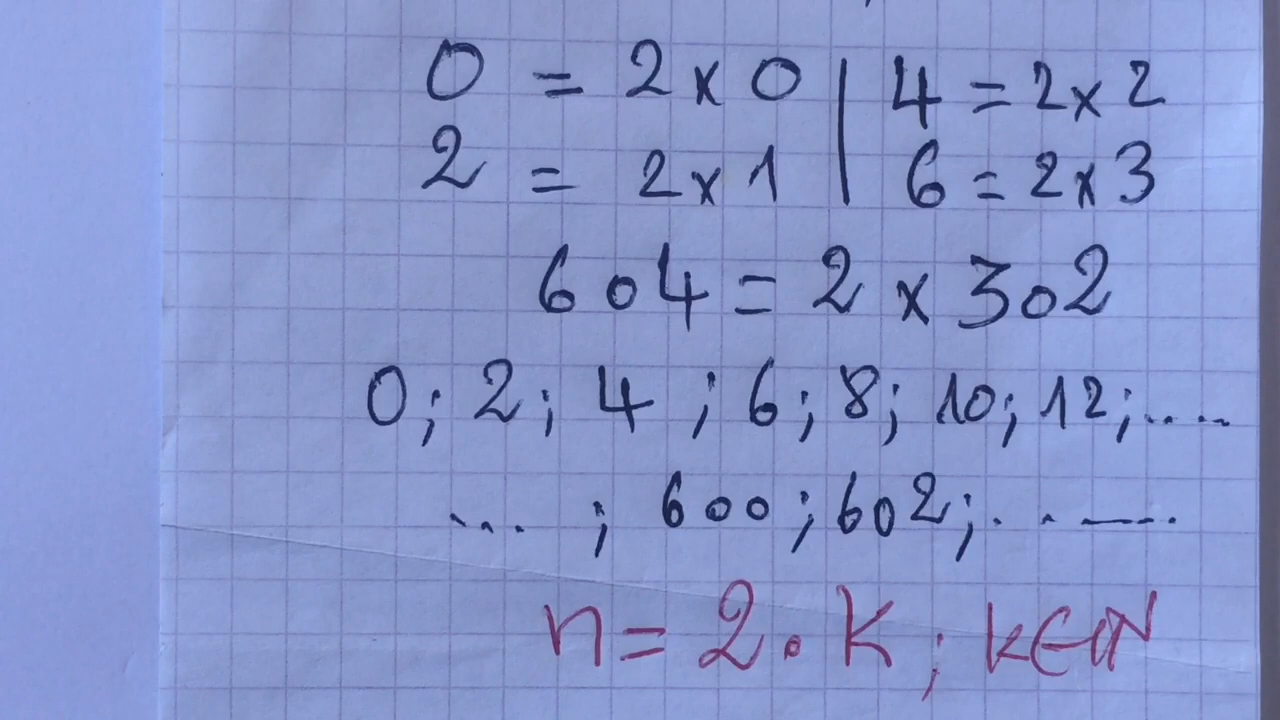 0 = 2 x 0 | 4 = 2 x 2
2 = 2 x 1 | 6 = 2 x 3
604 = 2 x 302
0; 2; 4; 6; 8; 10; 12; ....
...; 600; 602; ......
n = 2 . k; k∈ℕ